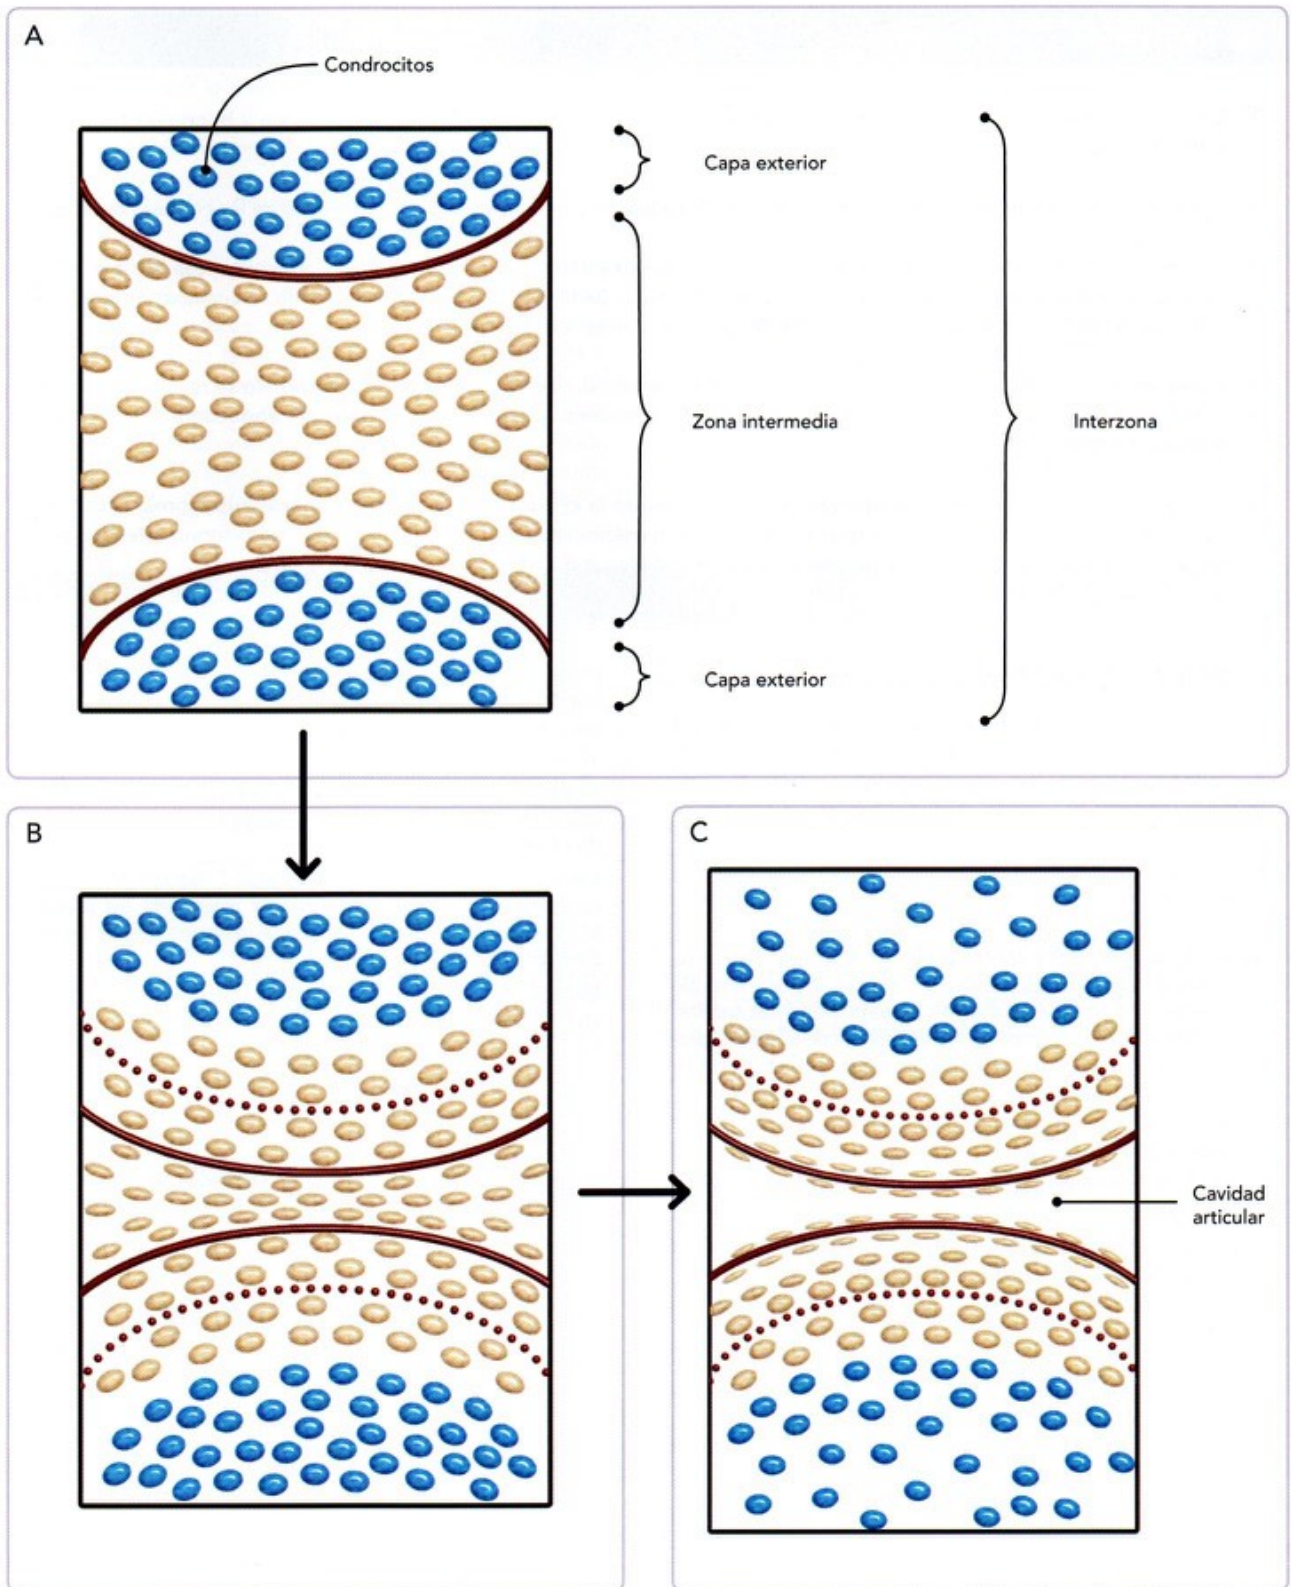 A
Condrocitos
Capa exterior
Zona intermedia
Interzona
Capa exterior
B
C
Cavidad
articular